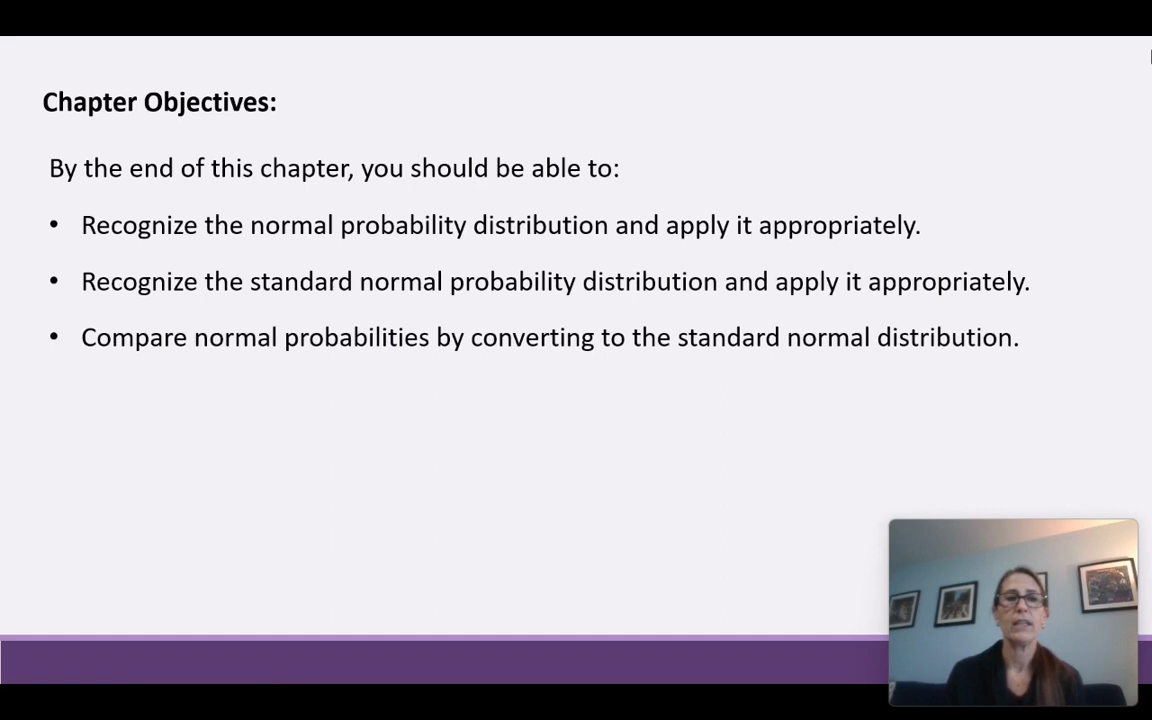 Chapter Objectives:
By the end of this chapter, you should be able to:
• Recognize the normal probability distribution and apply it appropriately.
• Recognize the standard normal probability distribution and apply it appropriately.
• Compare normal probabilities by converting to the standard normal distribution.